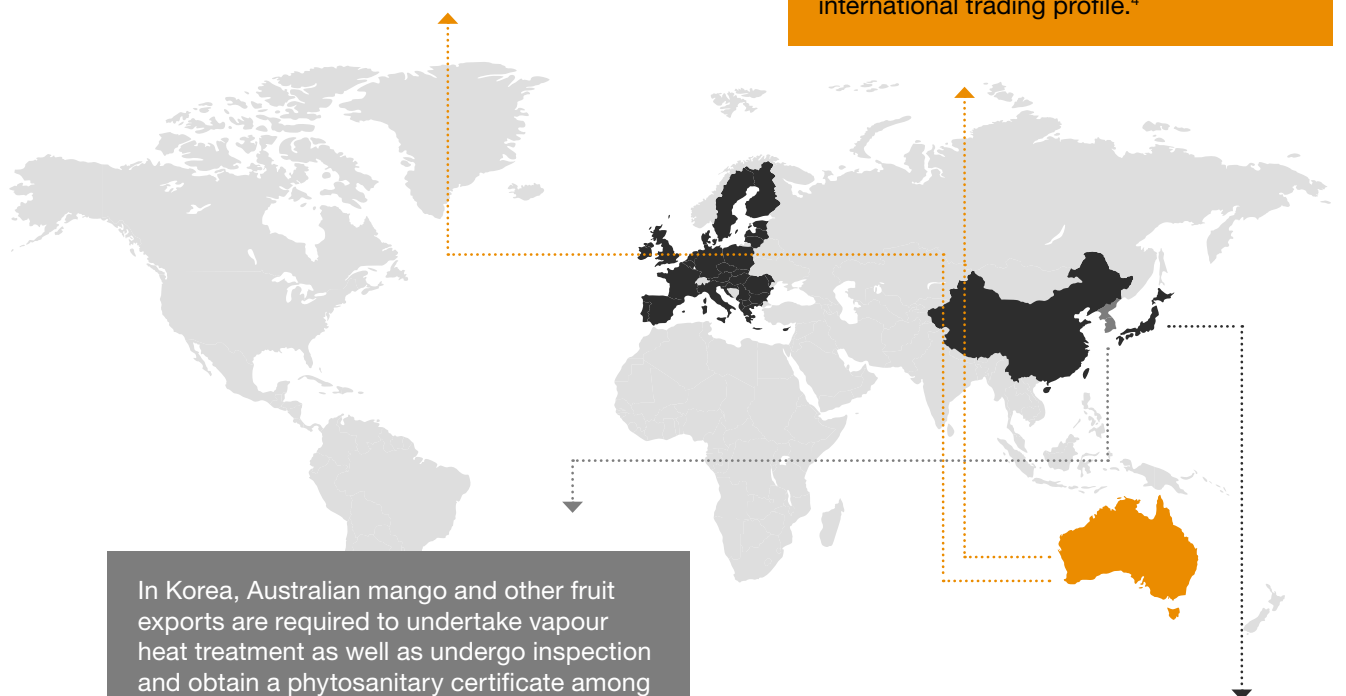 international trading profile.⁴
In Korea, Australian mango and other fruit
exports are required to undertake vapour
heat treatment as well as undergo inspection
and obtain a phytosanitary certificate among